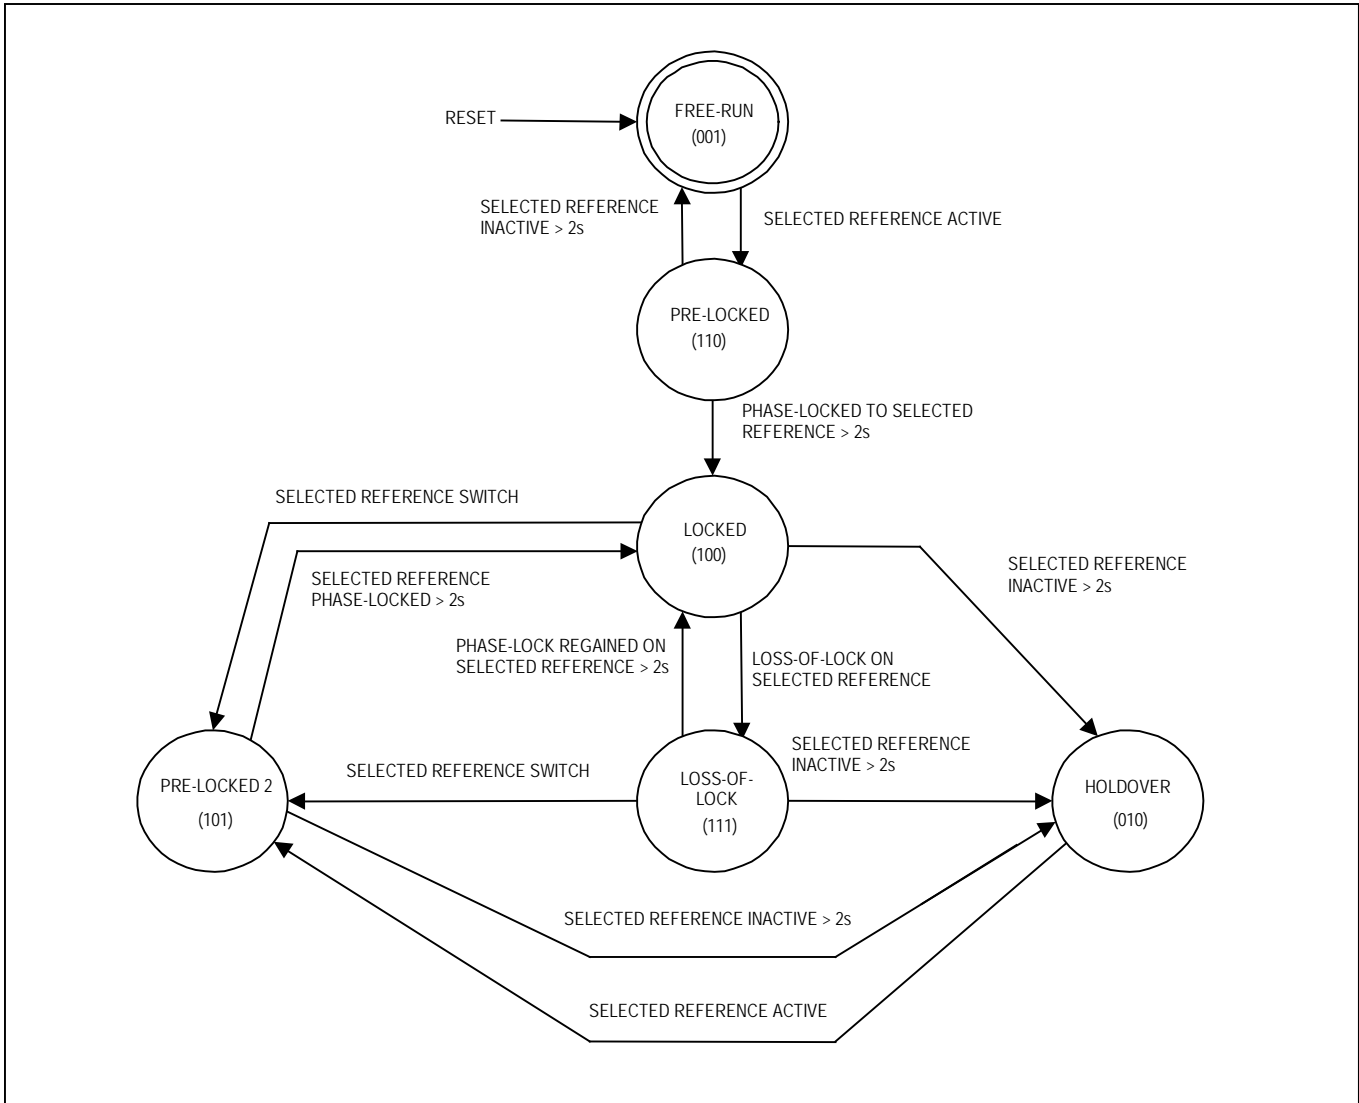 FREE-RUN
(001)
RESET
SELECTED REFERENCE
INACTIVE > 2s
SELECTED REFERENCE ACTIVE
PRE-LOCKED
(110)
PHASE-LOCKED TO SELECTED
REFERENCE > 2s
SELECTED REFERENCE SWITCH
LOCKED
(100)
SELECTED REFERENCE
PHASE-LOCKED > 2s
SELECTED REFERENCE
INACTIVE > 2s
PHASE-LOCK REGAINED ON
SELECTED REFERENCE > 2s
LOSS-OF-LOCK ON
SELECTED REFERENCE
SELECTED REFERENCE
INACTIVE > 2s
SELECTED REFERENCE SWITCH
PRE-LOCKED 2
(101)
LOSS-OF-
LOCK
(111)
HOLDOVER
(010)
SELECTED REFERENCE INACTIVE > 2s
SELECTED REFERENCE ACTIVE